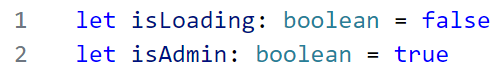 1 let isLoading: boolean = false
2 let isAdmin: boolean = true